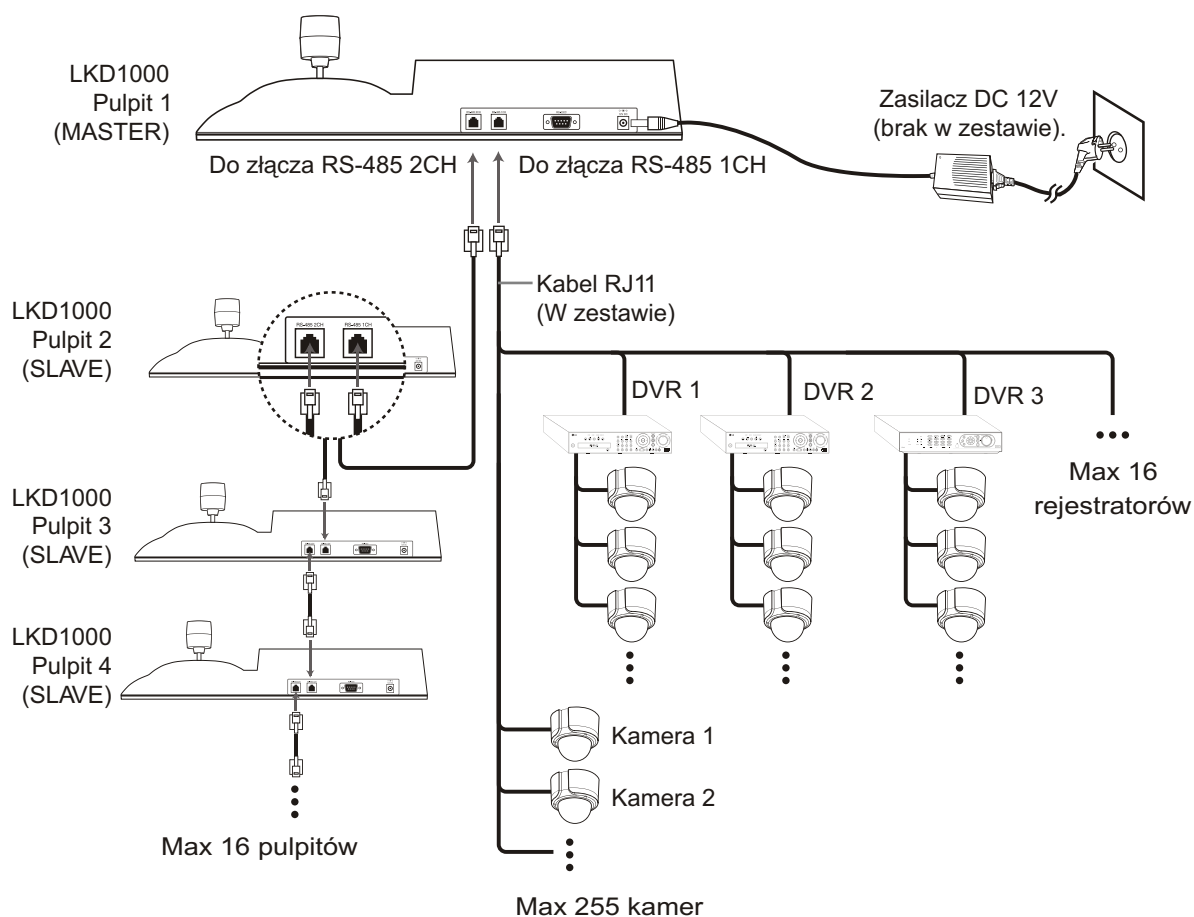 LKD1000
Pulpit 1
(MASTER)
Zasilacz DC 12V
(brak w zestawie).
Do złącza RS-485 2CH
Do złącza RS-485 1CH
Kabel RJ11
(W zestawie)
LKD1000
Pulpit 2
(SLAVE)
RS-485 2CH
RS-485 1CH
DVR 1
DVR 2
DVR 3
Max 16
rejestratorów
LKD1000
Pulpit 3
(SLAVE)
LKD1000
Pulpit 4
(SLAVE)
Kamera 1
Kamera 2
Max 16 pulpitów
Max 255 kamer